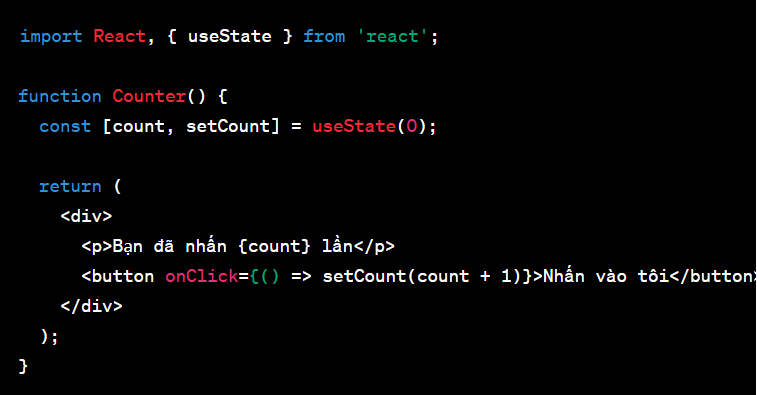 import React, { useState } from 'react';
function Counter() {
const [count, setCount] = useState(0);
return (
<div>
<p>Bạn đã nhấn {count} lần</p>
<button onClick={() => setCount(count + 1)}>Nhấn vào tôi</button>
</div>
);
}